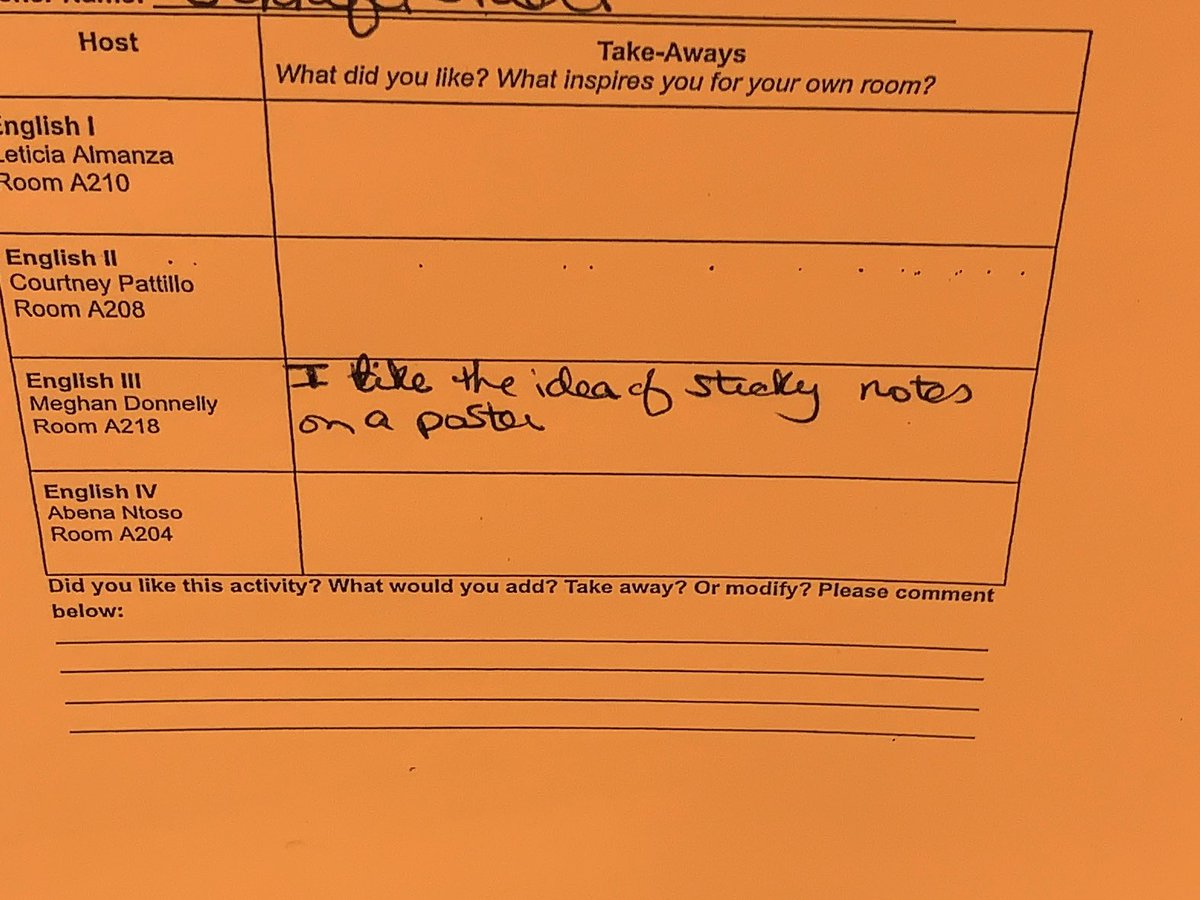 Name:
Host
Take-Aways
What did you like? What inspires you for your own room?
English I
Leticia Almanza
Room A210
English II
Courtney Pattillo
Room A208
English III
Meghan Donnelly
Room A218
I like the idea of sticky notes
on a poster
English IV
Abena Ntoso
Room A204
Did you like this activity? What would you add? Take away? Or modify? Please comment
below: